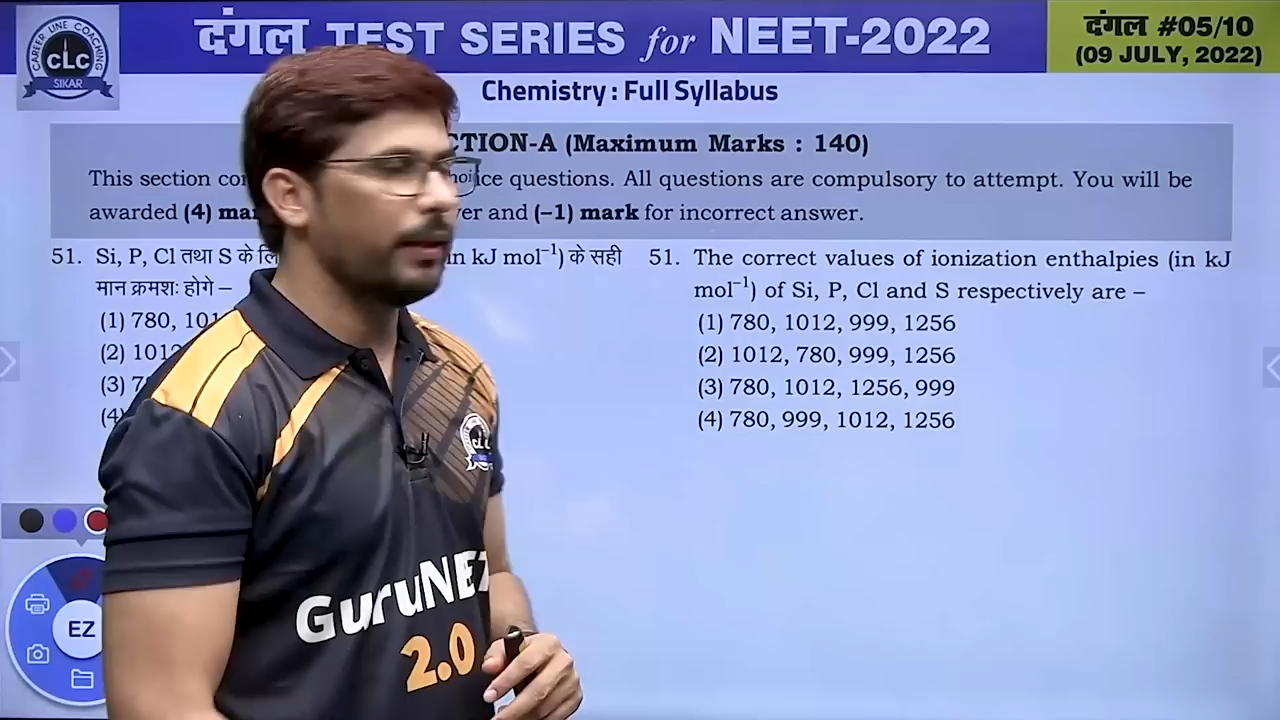 दंगल TEST SERIES for NEET-2022
दंगल #05/10
(09 JULY, 2022)
CAREER LINE COACHING
CLC
SIKAR
Chemistry : Full Syllabus
CTION-A (Maximum Marks : 140)
This section ice questions. All questions are compulsory to attempt. You will be
awarded (4) and (–1) mark for incorrect answer.
51. Si, P, Cl तथा S के in kJ mol⁻¹) के सही
मान क्रमशः होगे –
(1) 780,
(2) 1012
(3)
(4)
51. The correct values of ionization enthalpies (in kJ
mol⁻¹) of Si, P, Cl and S respectively are –
(1) 780, 1012, 999, 1256
(2) 1012, 780, 999, 1256
(3) 780, 1012, 1256, 999
(4) 780, 999, 1012, 1256
EZ
GuruNE
2.0